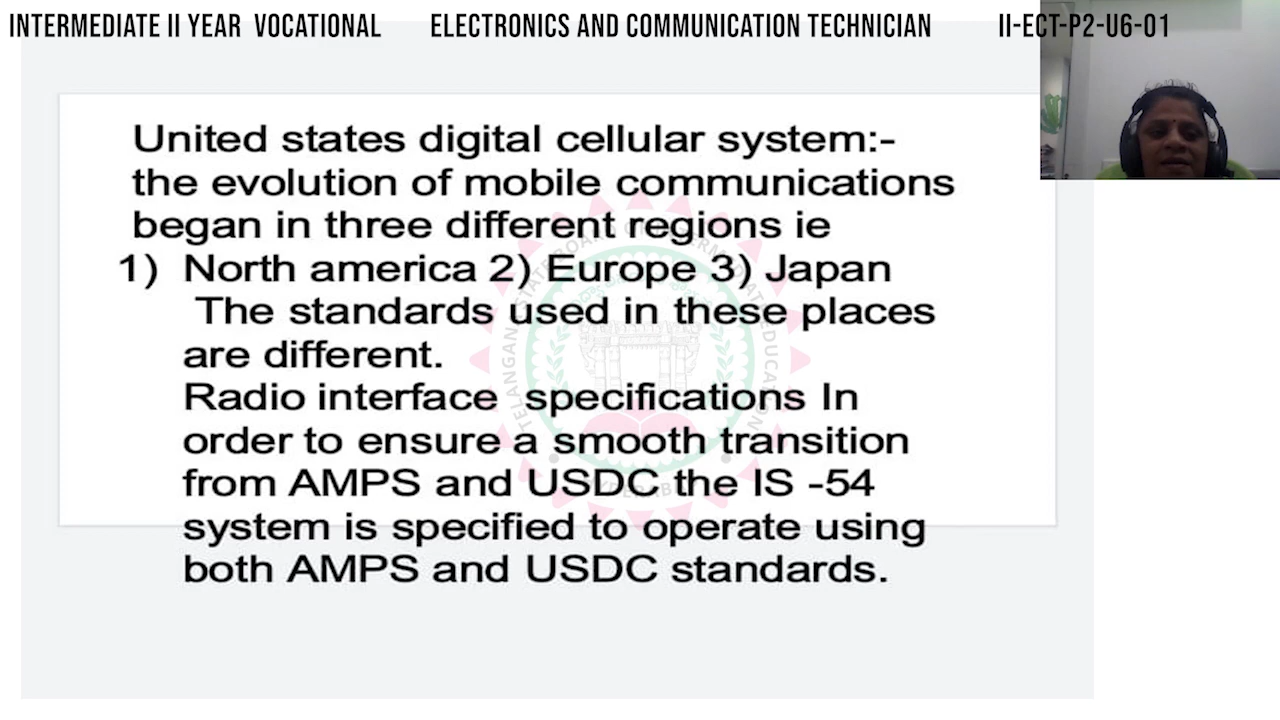 INTERMEDIATE II YEAR VOCATIONAL ELECTRONICS AND COMMUNICATION TECHNICIAN II-ECT-P2-U6-01
United states digital cellular system:-
the evolution of mobile communications
began in three different regions ie
1) North america 2) Europe 3) Japan
The standards used in these places
are different.
Radio interface specifications In
order to ensure a smooth transition
from AMPS and USDC the IS -54
system is specified to operate using
both AMPS and USDC standards.